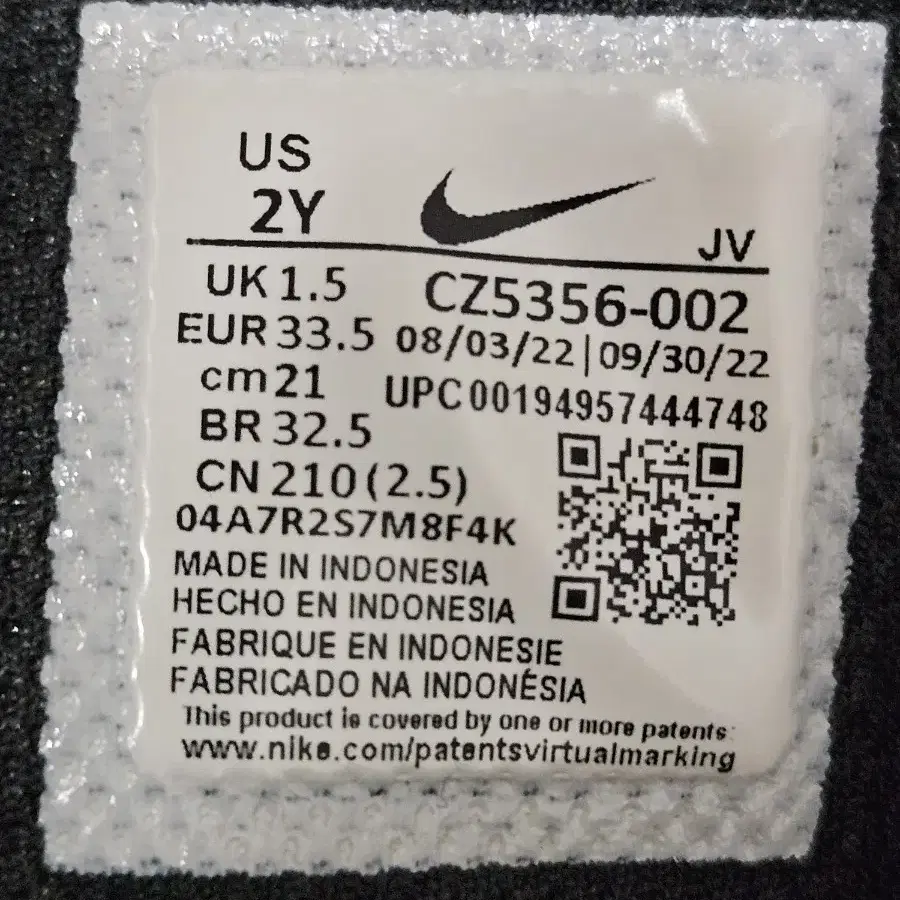 US
2Y
JV
UK 1.5
CZ5356-002
EUR 33.5
08/03/22|09/30/22
cm 21
UPC 00194957444748
BR 32.5
CN 210 (2.5)
04A7R2S7M8F4K
MADE IN INDONESIA
HECHO EN INDONESIA
FABRIQUE EN INDONESIE
FABRICADO NA INDONÉSIA
This product is covered by one or more patents:
www.nike.com/patentsvirtualmarking